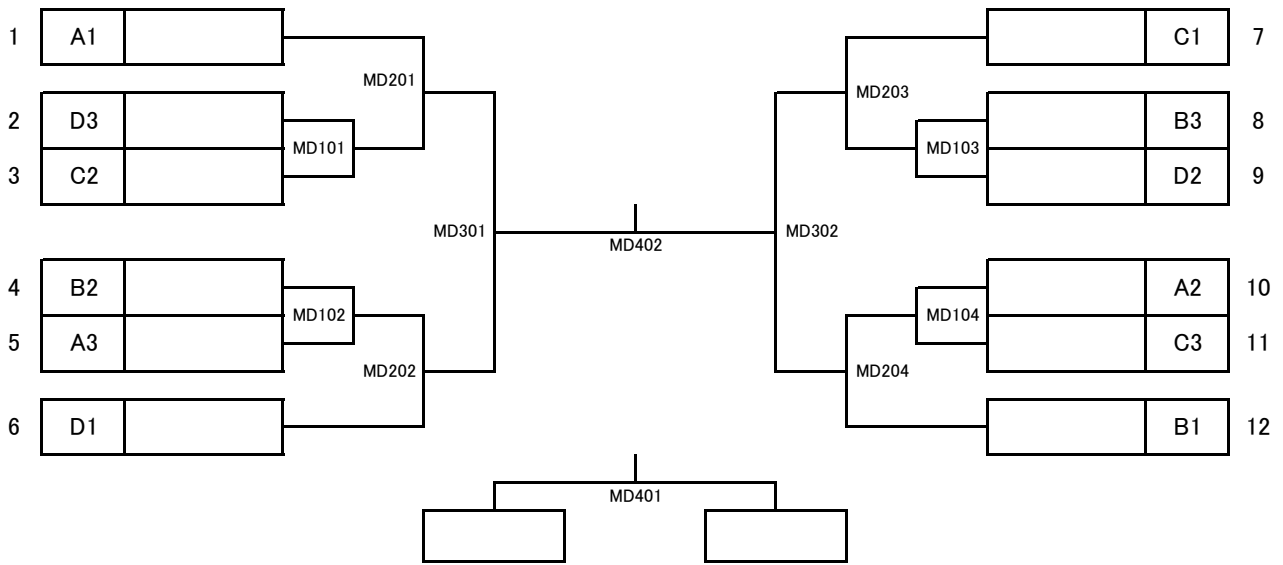 1 A1 C1 7
MD201 MD203
2 D3 B3 8
MD101 MD103
3 C2 D2 9
MD301 MD402 MD302
4 B2 A2 10
MD102 MD104
5 A3 C3 11
MD202 MD204
6 D1 B1 12
MD401